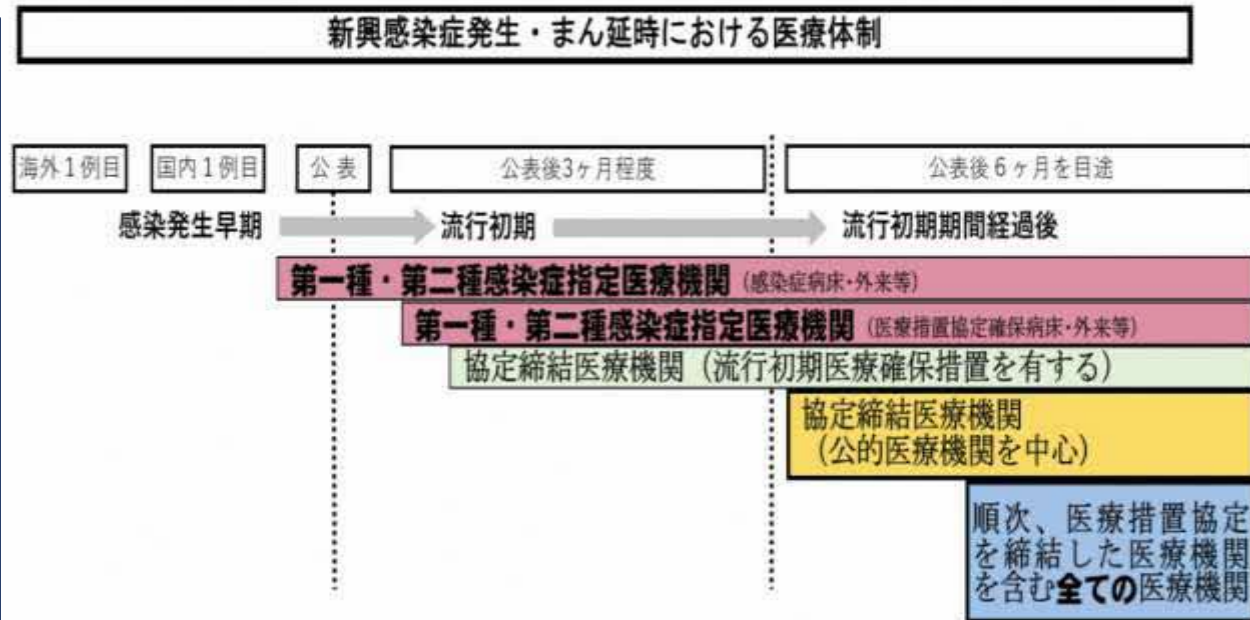 新興感染症発生・まん延時における医療体制
海外１例目
国内１例目
公 表
公表後3ヶ月程度
公表後６ヶ月を目途
感染発生早期
流行初期
流行初期期間経過後
第一種・第二種感染症指定医療機関（感染症病床・外来等）
第一種・第二種感染症指定医療機関（医療措置協定確保病床・外来等）
協定締結医療機関（流行初期医療確保措置を有する）
協定締結医療機関
（公的医療機関を中心）
順次、医療措置協定
を締結した医療機関
を含む全ての医療機関